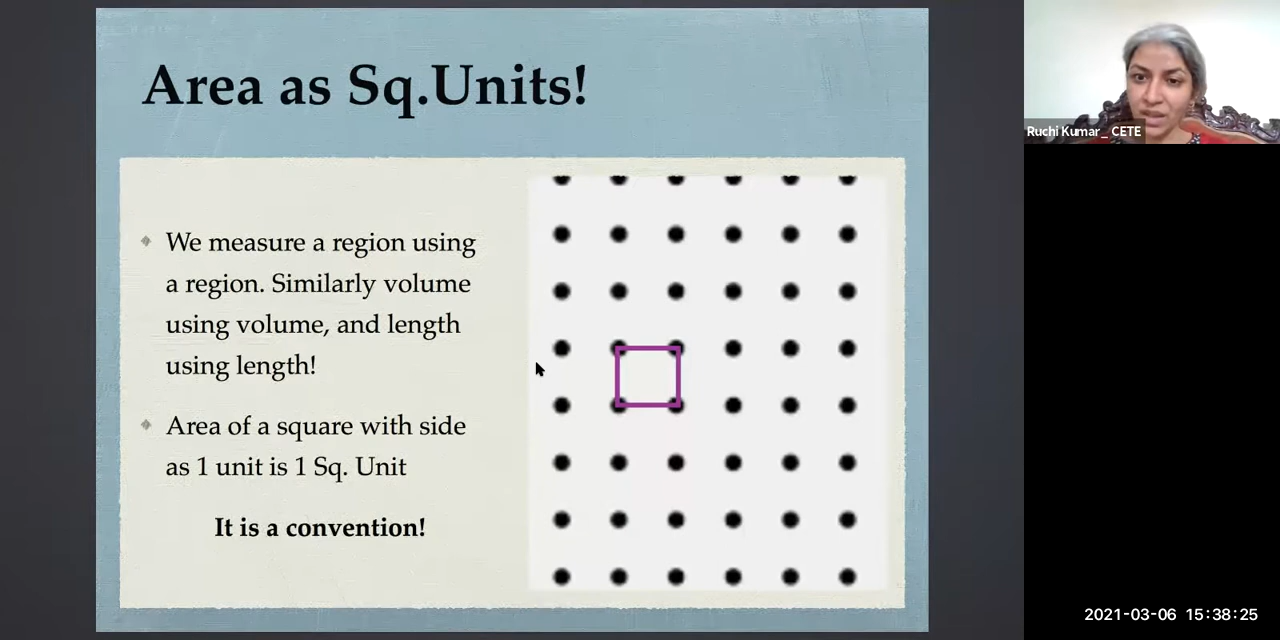 Area as Sq.Units!
We measure a region using
a region. Similarly volume
using volume, and length
using length!
Area of a square with side
as 1 unit is 1 Sq. Unit
It is a convention!
Ruchi Kumar_ CETE
2021-03-06 15:38:25